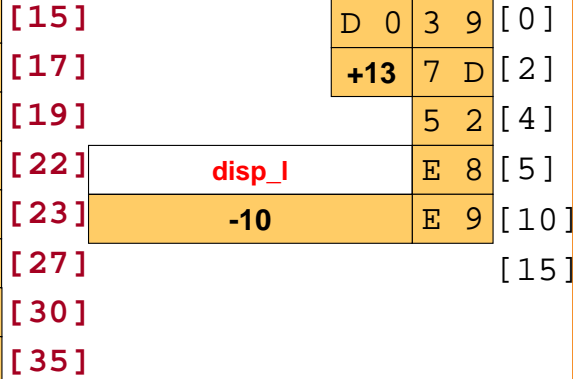 [15] D 0 3 9 [0]
[17] +13 7 D [2]
[19] 5 2 [4]
[22] disp_l E 8 [5]
[23] -10 E 9 [10]
[27] [15]
[30]
[35]